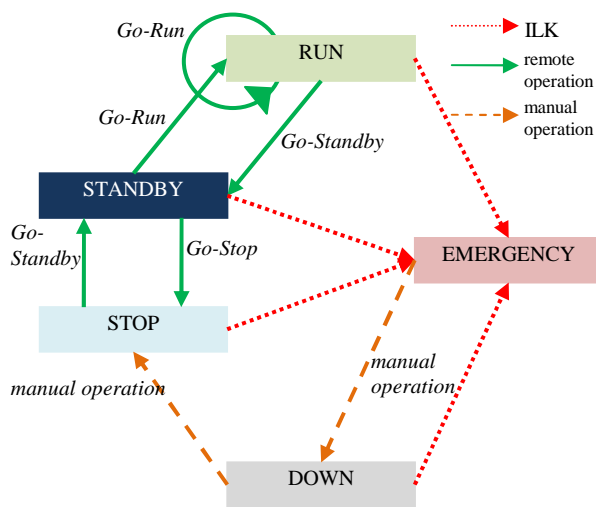 Go-Run
RUN
ILK
remote
operation
manual
operation
Go-Run
Go-Standby
STANDBY
Go-
Standby
Go-Stop
EMERGENCY
STOP
manual operation
manual
operation
DOWN